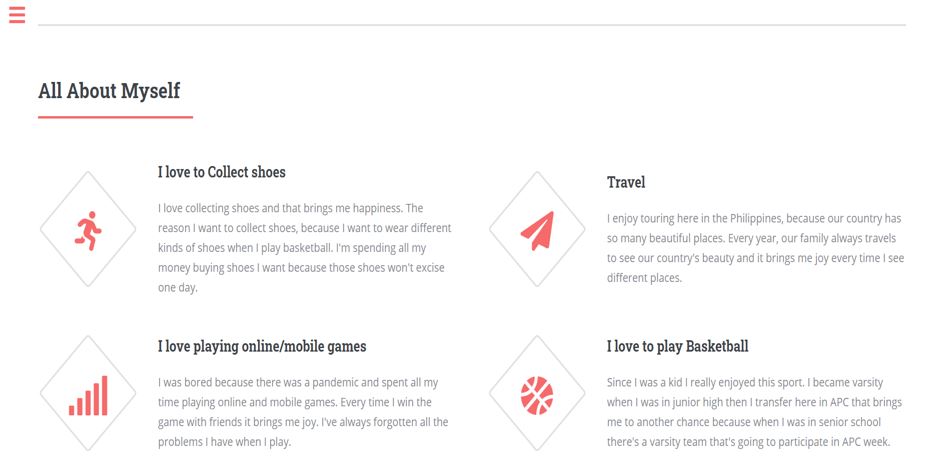 All About Myself
I love to Collect shoes
I love collecting shoes and that brings me happiness. The
reason I want to collect shoes, because I want to wear different
kinds of shoes when I play basketball. I'm spending all my
money buying shoes I want because those shoes won't excise
one day.
Travel
I enjoy touring here in the Philippines, because our country has
so many beautiful places. Every year, our family always travels
to see our country's beauty and it brings me joy every time I see
different places.
I love playing online/mobile games
I was bored because there was a pandemic and spent all my
time playing online and mobile games. Every time I win the
game with friends it brings me joy. I've always forgotten all the
problems I have when I play.
I love to play Basketball
Since I was a kid I really enjoyed this sport. I became varsity
when I was in junior high then I transfer here in APC that brings
me to another chance because when I was in senior school
there's a varsity team that's going to participate in APC week.